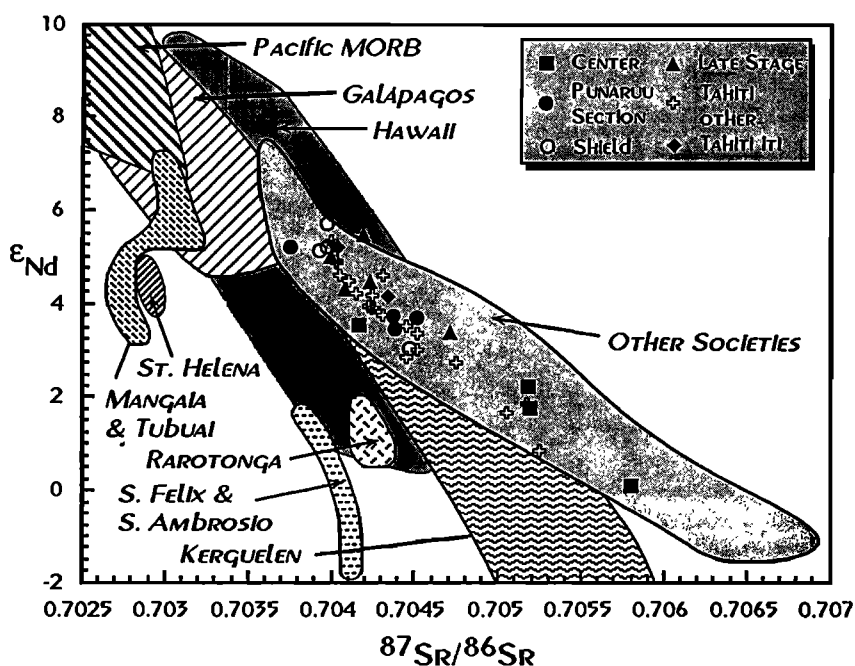 10
8
6
4
2
0
-2
εNd
Pacific MORB
Galápagos
Hawaii
Center
Late Stage
Punaruu
Section
Tahiti
other
Shield
Tahiti Iti
Other Societies
St. Helena
Mangaia
& Tubuai
Rarotonga
S. Felix &
S. Ambrosio
Kerguelen
0.7025 0.703 0.7035 0.704 0.7045 0.705 0.7055 0.706 0.7065 0.707
87Sr/86Sr